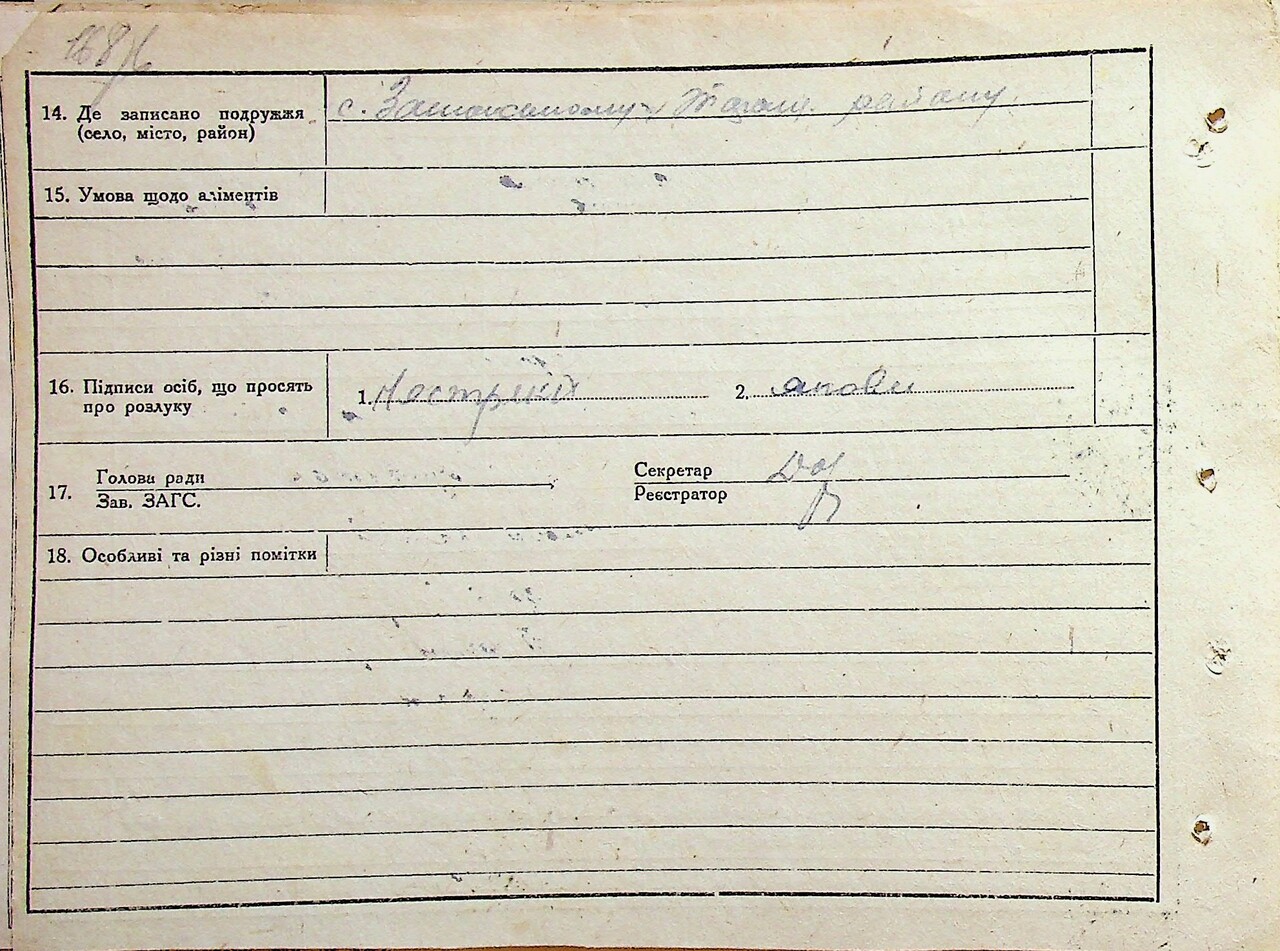 14. Де записано подружжя
(село, місто, район)
с. району
15. Умова щодо аліментів
16. Підписи осіб, що просять
про розлуку
1.
2.
17. Голова ради
Зав. ЗАГС.
Секретар
Реєстратор
18. Особливі та різні помітки